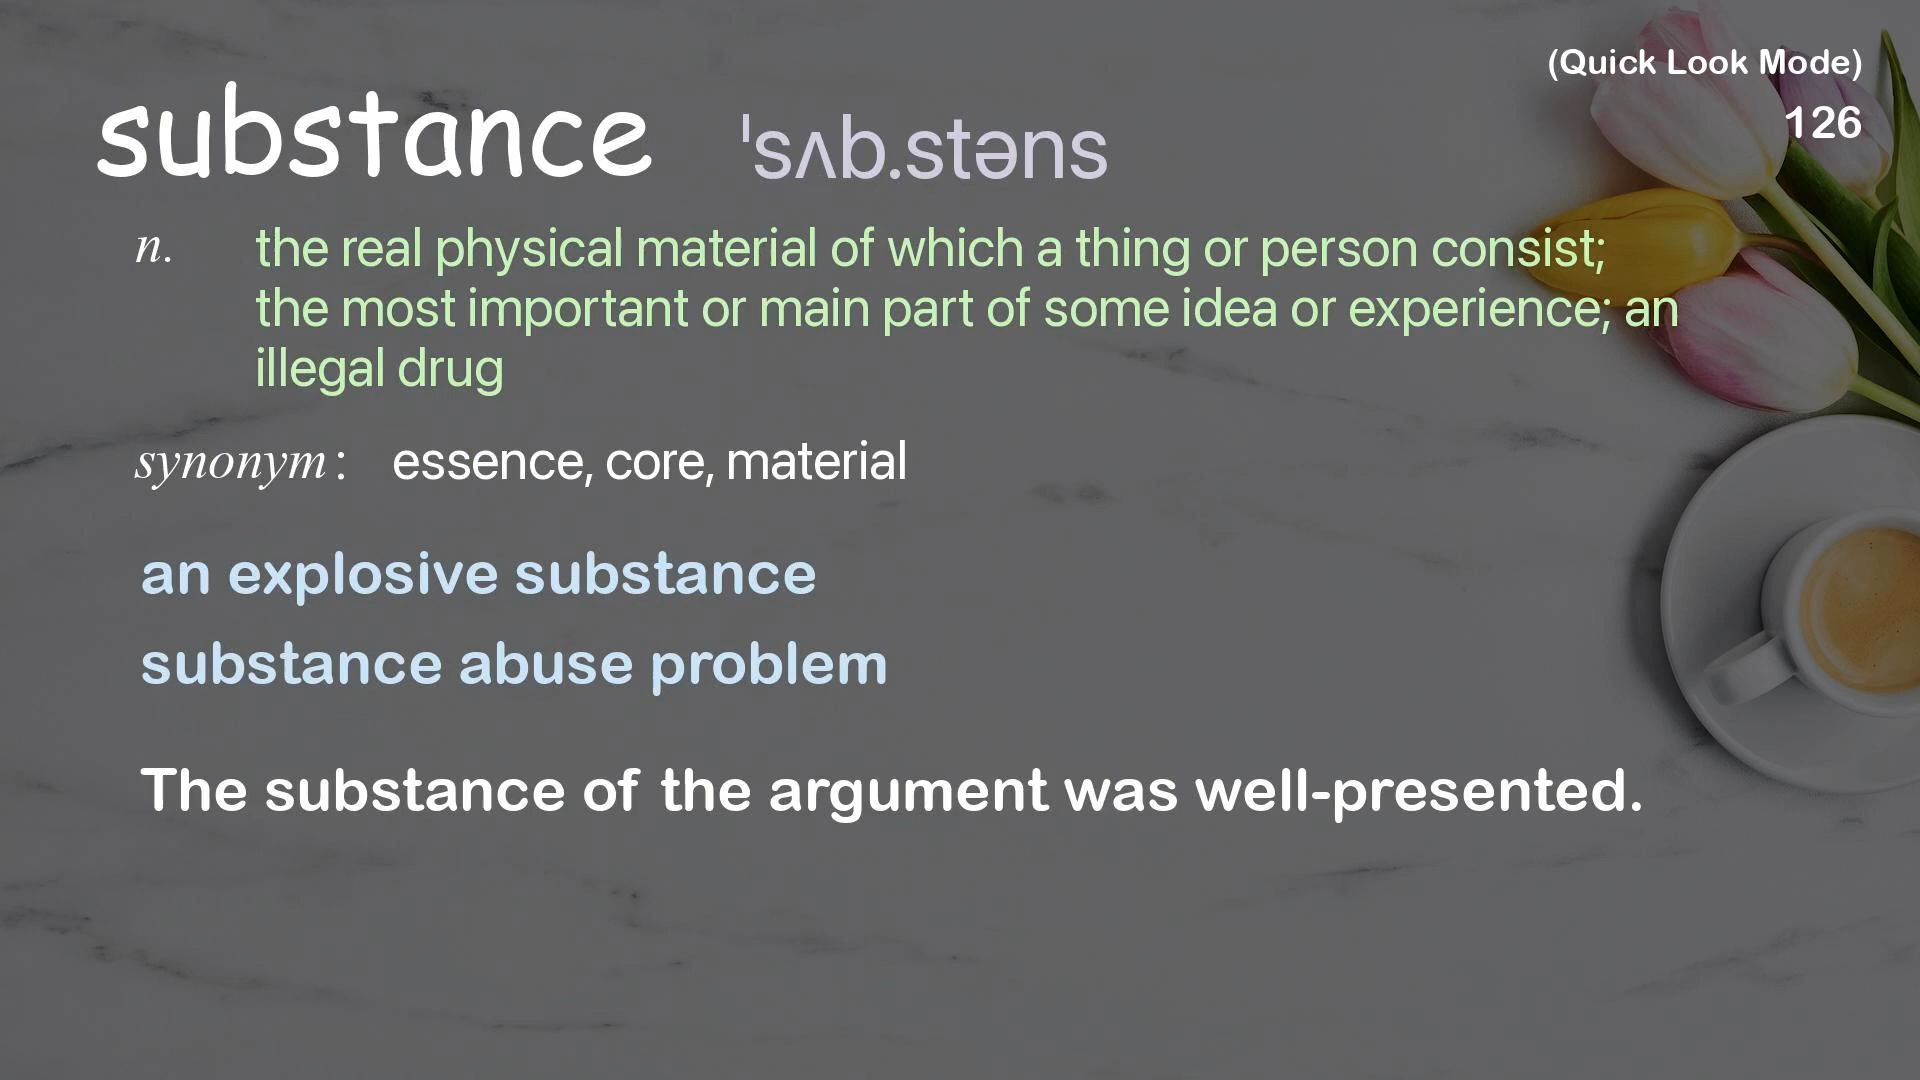 (Quick Look Mode)
126
substance ˈsʌb.stəns
n. the real physical material of which a thing or person consist;
the most important or main part of some idea or experience; an
illegal drug
synonym : essence, core, material
an explosive substance
substance abuse problem
The substance of the argument was well-presented.